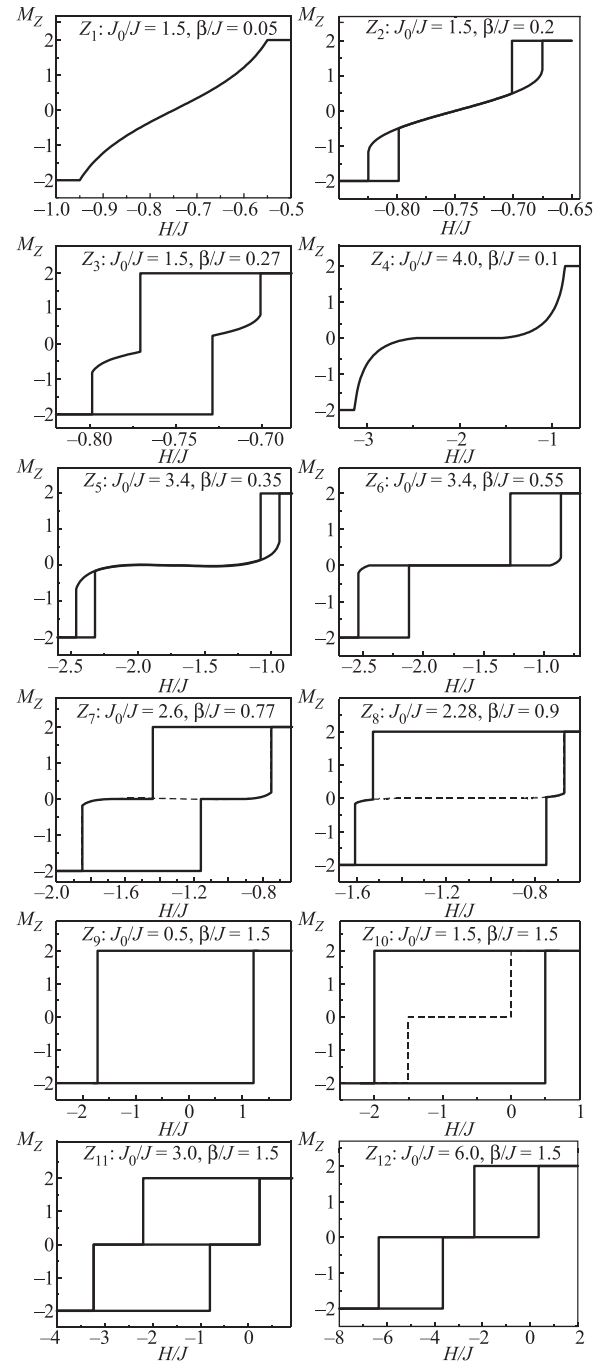 M_Z Z_1: J_0/J = 1.5, β/J = 0.05
2
1
0
−1
−2
−1.0 −0.9 −0.8 −0.7 −0.6 −0.5
H/J
M_Z Z_2: J_0/J = 1.5, β/J = 0.2
2
1
0
−1
−2
−0.80 −0.75 −0.70 −0.65
H/J
M_Z Z_3: J_0/J = 1.5, β/J = 0.27
2
1
0
−1
−2
−0.80 −0.75 −0.70
H/J
M_Z Z_4: J_0/J = 4.0, β/J = 0.1
2
1
0
−1
−2
−3 −2 −1
H/J
M_Z Z_5: J_0/J = 3.4, β/J = 0.35
2
1
0
−1
−2
−2.5 −2.0 −1.5 −1.0
H/J
M_Z Z_6: J_0/J = 3.4, β/J = 0.55
2
1
0
−1
−2
−2.5 −2.0 −1.5 −1.0
H/J
M_Z Z_7: J_0/J = 2.6, β/J = 0.77
2
1
0
−1
−2
−2.0 −1.6 −1.2 −0.8
H/J
M_Z Z_8: J_0/J = 2.28, β/J = 0.9
2
1
0
−1
−2
−1.6 −1.2 −0.8
H/J
M_Z Z_9: J_0/J = 0.5, β/J = 1.5
2
1
0
−1
−2
−2 −1 0 1
H/J
M_Z Z_10: J_0/J = 1.5, β/J = 1.5
2
1
0
−1
−2
−2 −1 0 1
H/J
M_Z Z_11: J_0/J = 3.0, β/J = 1.5
2
1
0
−1
−2
−4 −3 −2 −1 0
H/J
M_Z Z_12: J_0/J = 6.0, β/J = 1.5
2
1
0
−1
−2
−8 −6 −4 −2 0 2
H/J